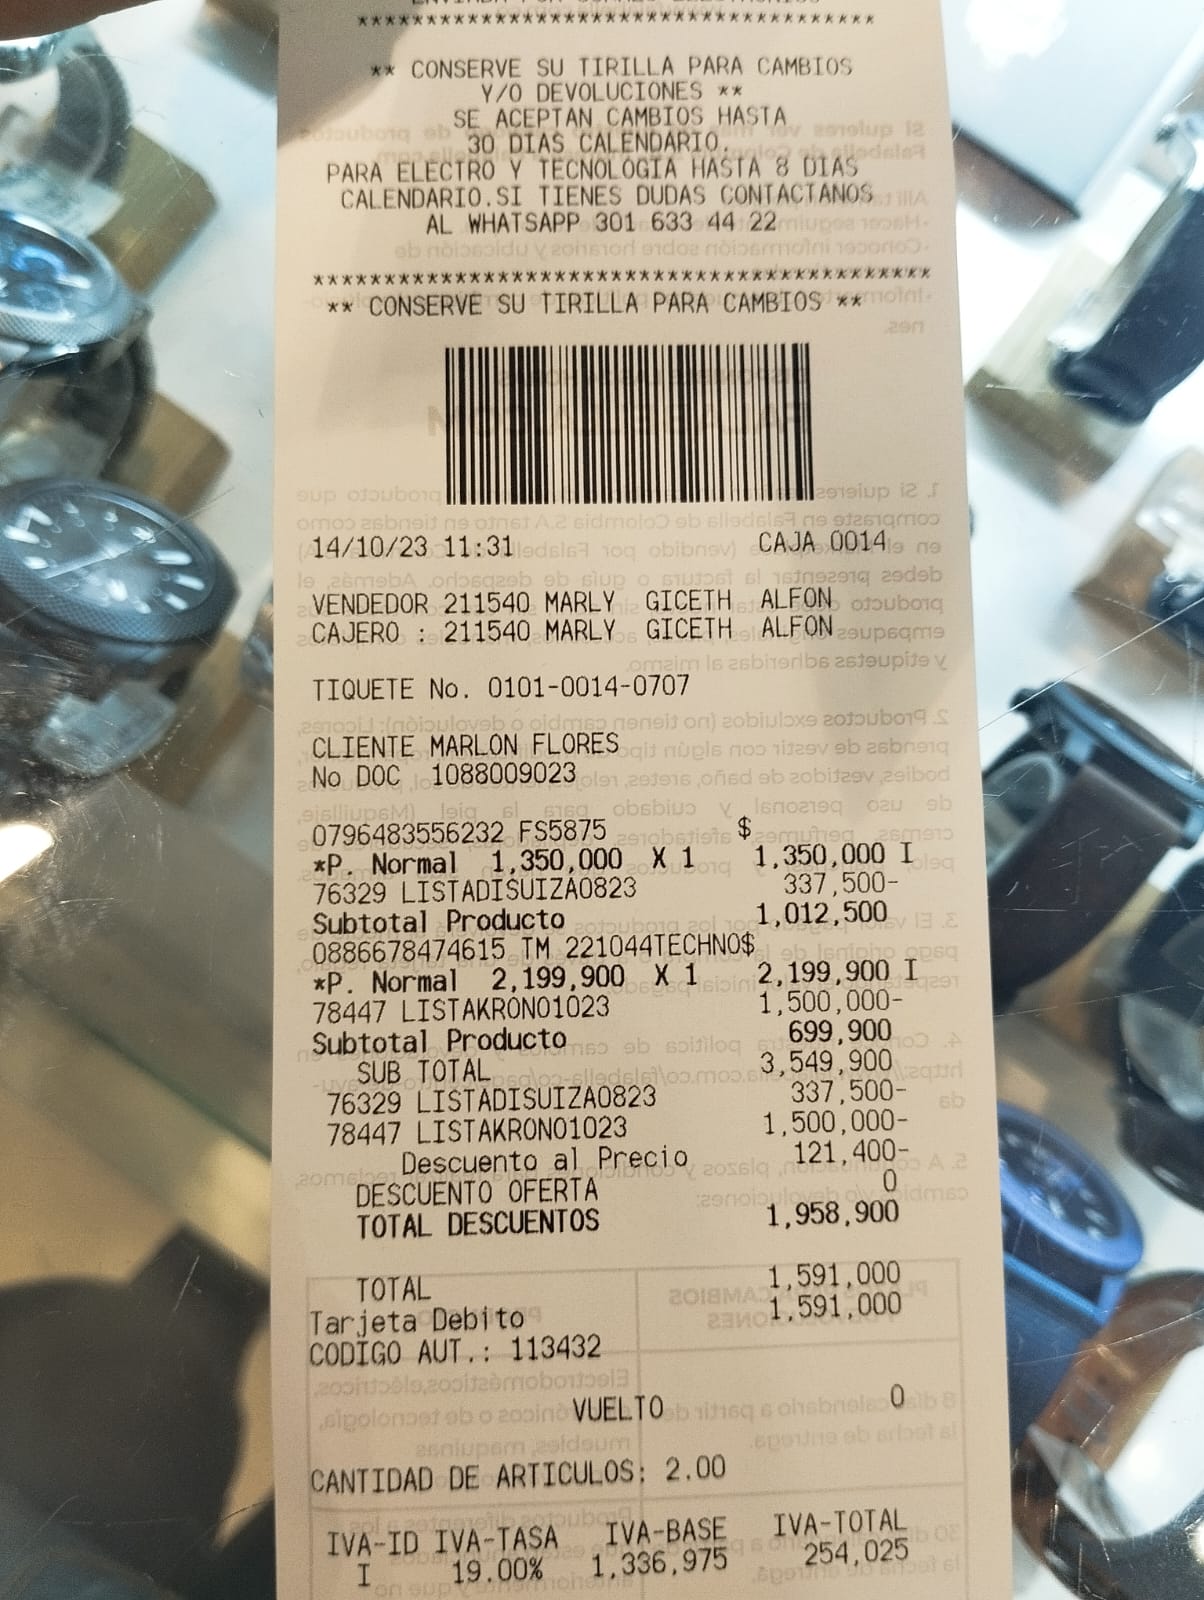 ****************************************
** CONSERVE SU TIRILLA PARA CAMBIOS
Y/O DEVOLUCIONES **
SE ACEPTAN CAMBIOS HASTA
30 DIAS CALENDARIO.
PARA ELECTRO Y TECNOLOGIA HASTA 8 DIAS
CALENDARIO.SI TIENES DUDAS CONTACTANOS
AL WHATSAPP 301 633 44 22
********************************************
** CONSERVE SU TIRILLA PARA CAMBIOS **
14/10/23 11:31 CAJA 0014
VENDEDOR 211540 MARLY GICETH ALFON
CAJERO : 211540 MARLY GICETH ALFON
TIQUETE No. 0101-0014-0707
CLIENTE MARLON FLORES
No DOC 1088009023
0796483556232 FS5875 $
*P. Normal 1,350,000 X 1 1,350,000 I
76329 LISTADISUIZA0823 337,500-
Subtotal Producto 1,012,500
0886678474615 TM 221044TECHNO$
*P. Normal 2,199,900 X 1 2,199,900 I
78447 LISTAKRONO1023 1,500,000-
Subtotal Producto 699,900
SUB TOTAL 3,549,900
76329 LISTADISUIZA0823 337,500-
78447 LISTAKRONO1023 1,500,000-
Descuento al Precio 121,400-
DESCUENTO OFERTA 0
TOTAL DESCUENTOS 1,958,900
TOTAL 1,591,000
Tarjeta Debito 1,591,000
CODIGO AUT.: 113432
VUELTO 0
CANTIDAD DE ARTICULOS: 2.00
IVA-ID IVA-TASA IVA-BASE IVA-TOTAL
I 19.00% 1,336,975 254,025